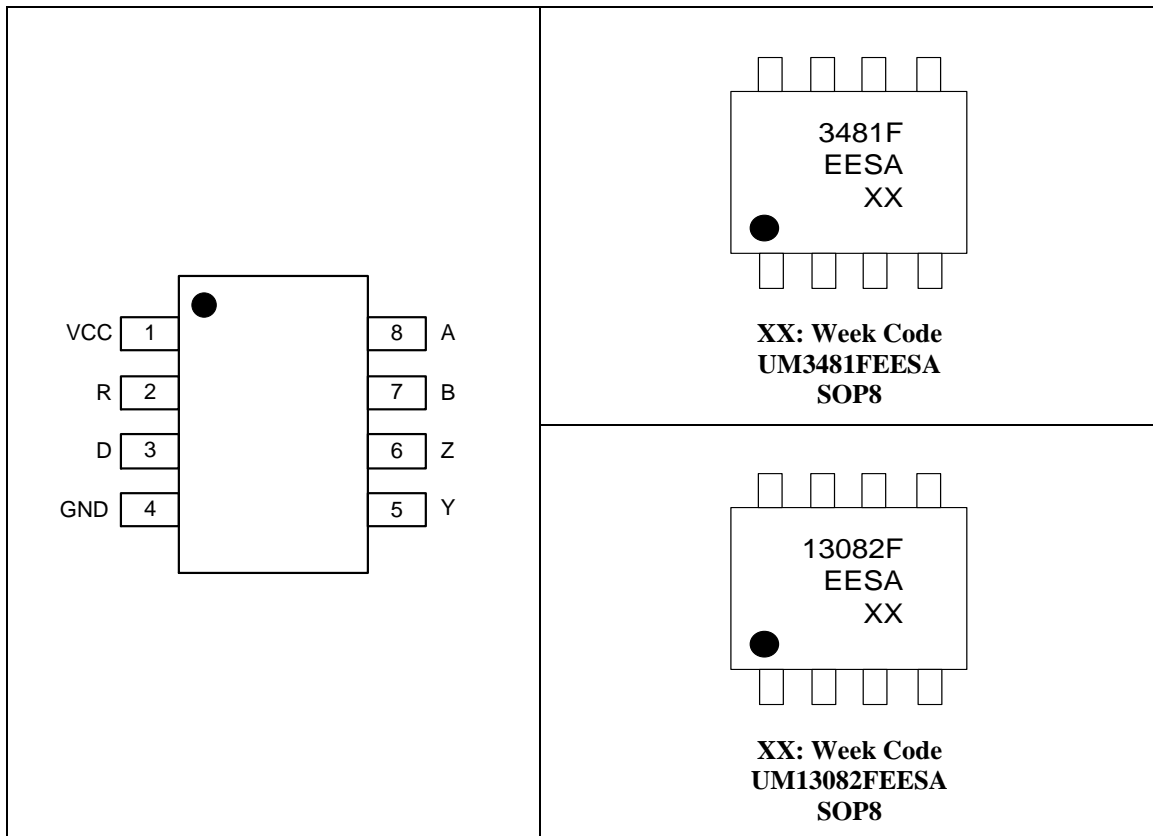 VCC 1 8 A
R 2 7 B
D 3 6 Z
GND 4 5 Y
3481F
EESA
XX
XX: Week Code
UM3481FEESA
SOP8
13082F
EESA
XX
XX: Week Code
UM13082FEESA
SOP8